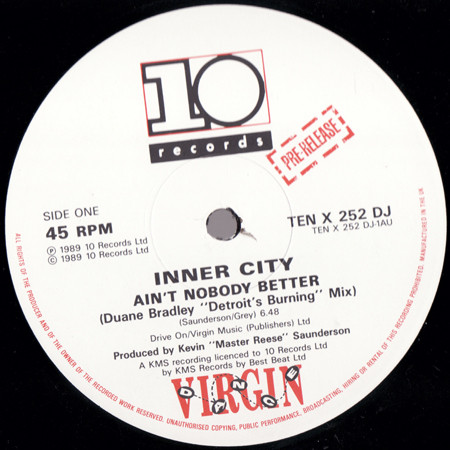 10
records
PRE-RELEASE
SIDE ONE
45 RPM
℗ 1989 10 Records Ltd
© 1989 10 Records Ltd
TEN X 252 DJ
TEN X 252 DJ-1AU
INNER CITY
AIN'T NOBODY BETTER
(Duane Bradley "Detroit's Burning" Mix)
(Saunderson/Grey) 6.48
Drive On/Virgin Music (Publishers) Ltd
Produced by Kevin "Master Reese" Saunderson
A KMS recording licenced to 10 Records Ltd
by KMS Records by Best Beat Ltd
VIRGIN
DANCE
ALL RIGHTS OF THE PRODUCER AND OF THE OWNER OF THE RECORDED WORK RESERVED. UNAUTHORISED COPYING, PUBLIC PERFORMANCE, BROADCASTING, HIRING OR RENTAL OF THIS RECORDING PROHIBITED. MANUFACTURED IN THE UK